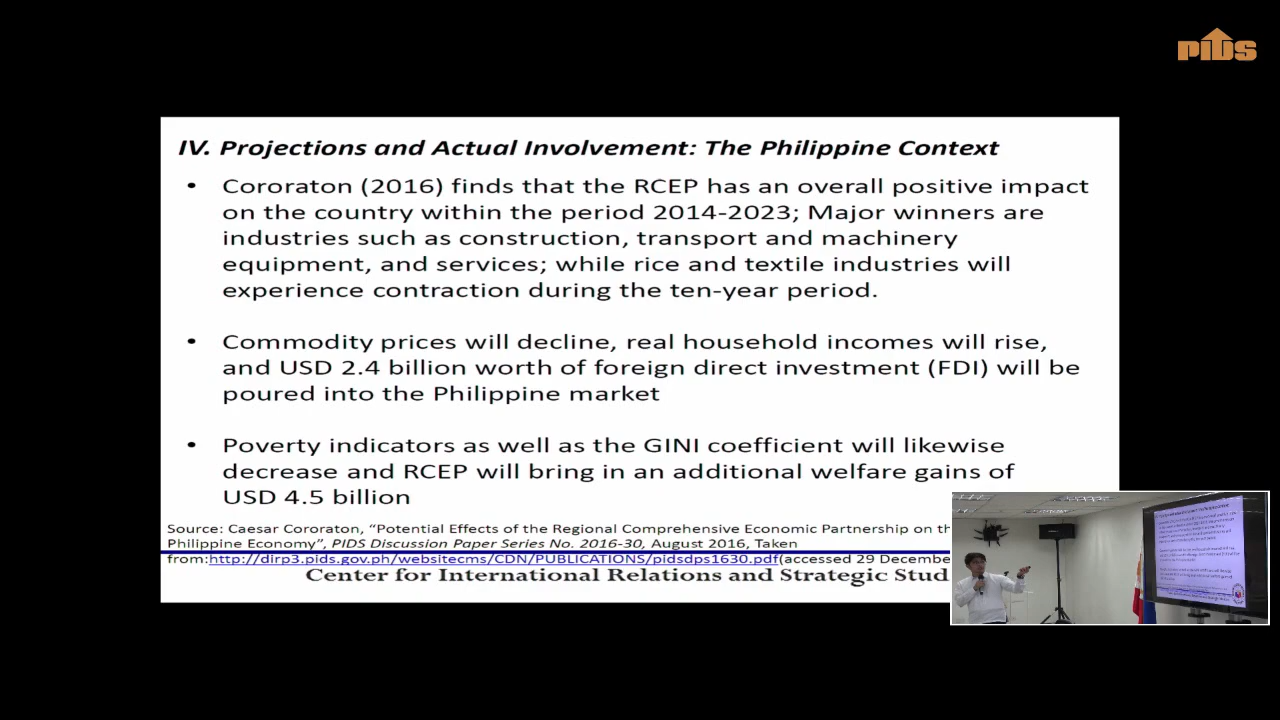 PIDS
IV. Projections and Actual Involvement: The Philippine Context
• Cororaton (2016) finds that the RCEP has an overall positive impact
on the country within the period 2014-2023; Major winners are
industries such as construction, transport and machinery
equipment, and services; while rice and textile industries will
experience contraction during the ten-year period.
• Commodity prices will decline, real household incomes will rise,
and USD 2.4 billion worth of foreign direct investment (FDI) will be
poured into the Philippine market
• Poverty indicators as well as the GINI coefficient will likewise
decrease and RCEP will bring in an additional welfare gains of
USD 4.5 billion
Source: Caesar Cororaton, “Potential Effects of the Regional Comprehensive Economic Partnership on th
Philippine Economy”, PIDS Discussion Paper Series No. 2016-30, August 2016, Taken
from:http://dirp3.pids.gov.ph/websitecms/CDN/PUBLICATIONS/pidsdps1630.pdf(accessed 29 Decembe
Center for International Relations and Strategic Stud